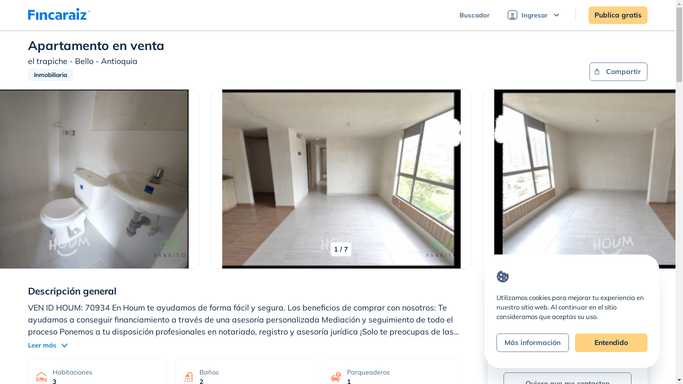 Fincaraiz
Buscador
Ingresar
Publica gratis
Apartamento en venta
el trapiche - Bello - Antioquia
Inmobiliaria
Compartir
HOUM
HOUM
1 / 7
HOUM
Descripción general
VEN ID HOUM: 70934 En Houm te ayudamos de forma fácil y segura. Los beneficios de comprar con nosotros: Te
ayudamos a conseguir financiamiento a través de una asesoría personalizada Mediación y seguimiento de todo el
proceso Ponemos a tu disposición profesionales en notariado, registro y asesoría jurídica ¡Solo te preocupas de las...
Leer más
Habitaciones
3
Baños
2
Parqueaderos
1
Utilizamos cookies para mejorar tu experiencia en
nuestro sitio web. Al continuar en el sitio
consideramos que aceptas su uso.
Más información
Entendido
Quiero que me contacten